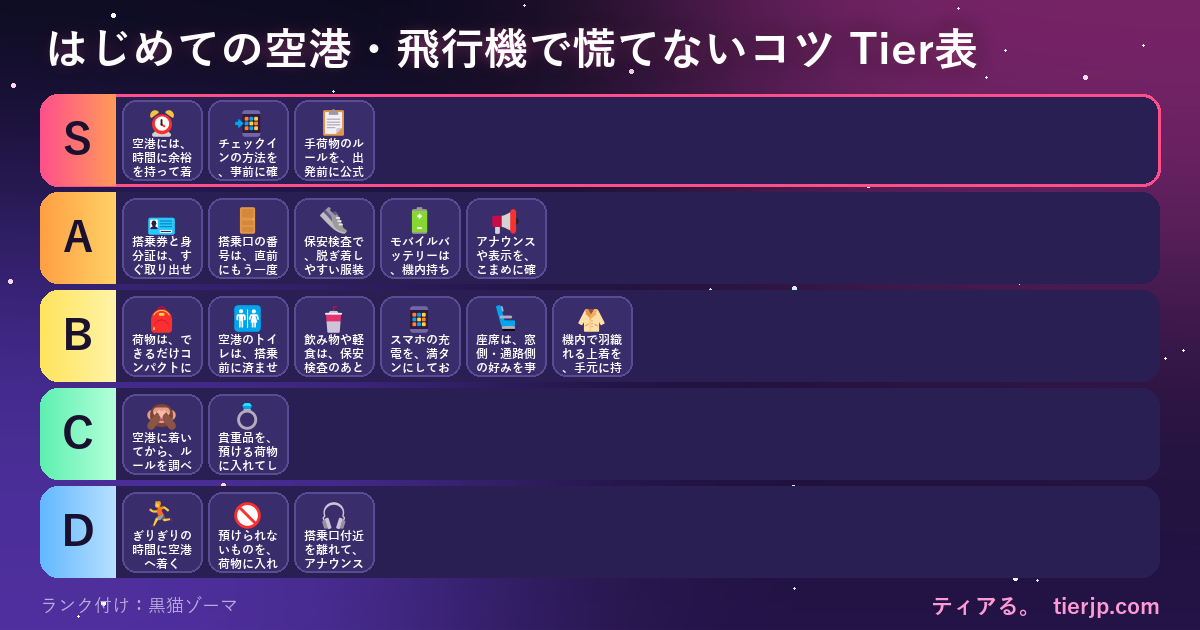 はじめての空港・飛行機で慌てないコツ Tier表
S
空港には、
時間に余裕
を持って着
チェックイ
ンの方法を
、事前に確
手荷物のル
ールを、出
発前に公式
A
搭乗券と身
分証は、す
ぐ取り出せ
搭乗口の番
号は、直前
にもう一度
保安検査で
、脱ぎ着し
やすい服装
モバイルバ
ッテリーは
、機内持ち
アナウンス
や表示を、
こまめに確
B
荷物は、で
きるだけコ
ンパクトに
空港のトイ
レは、搭乗
前に済ませ
飲み物や軽
食は、保安
検査のあと
スマホの充
電を、満タ
ンにしてお
座席は、窓
側・通路側
の好みを事
機内で羽織
れる上着を
、手元に持
C
空港に着い
てから、ル
ールを調べ
貴重品を、
預ける荷物
に入れてし
D
ぎりぎりの
時間に空港
へ着く
預けられな
いものを、
荷物に入れ
搭乗口付近
を離れて、
アナウンス
ランク付け：黒猫ゾーマ
ティアる。 tierjp.com